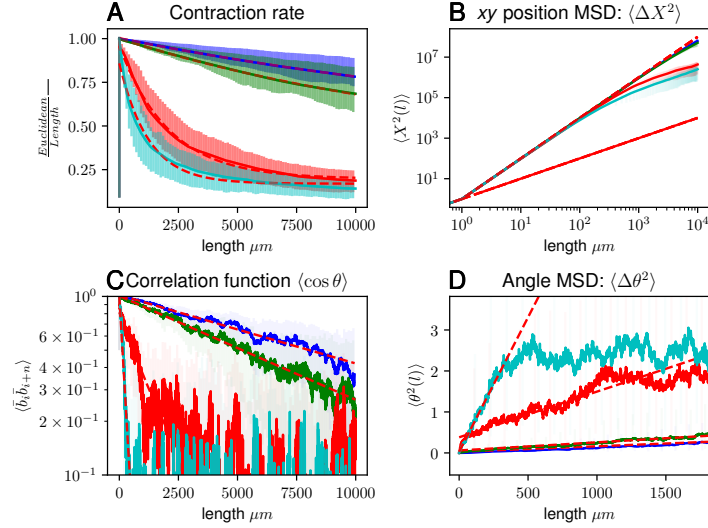 A Contraction rate
1.00
0.75
0.50
0.25
Euclidean
Length
0 2500 5000 7500 10000
length μm
B xy position MSD: ⟨ΔX²⟩
10⁷
10⁵
10³
10¹
⟨X²(l)⟩
10⁰ 10¹ 10² 10³ 10⁴
length μm
C Correlation function ⟨cos θ⟩
10⁰
6 × 10⁻¹
4 × 10⁻¹
3 × 10⁻¹
2 × 10⁻¹
10⁻¹
⟨b̄ᵢb̄ᵢ₊ₙ⟩
0 2500 5000 7500 10000
length μm
D Angle MSD: ⟨Δθ²⟩
3
2
1
0
⟨θ²(l)⟩
0 500 1000 1500
length μm